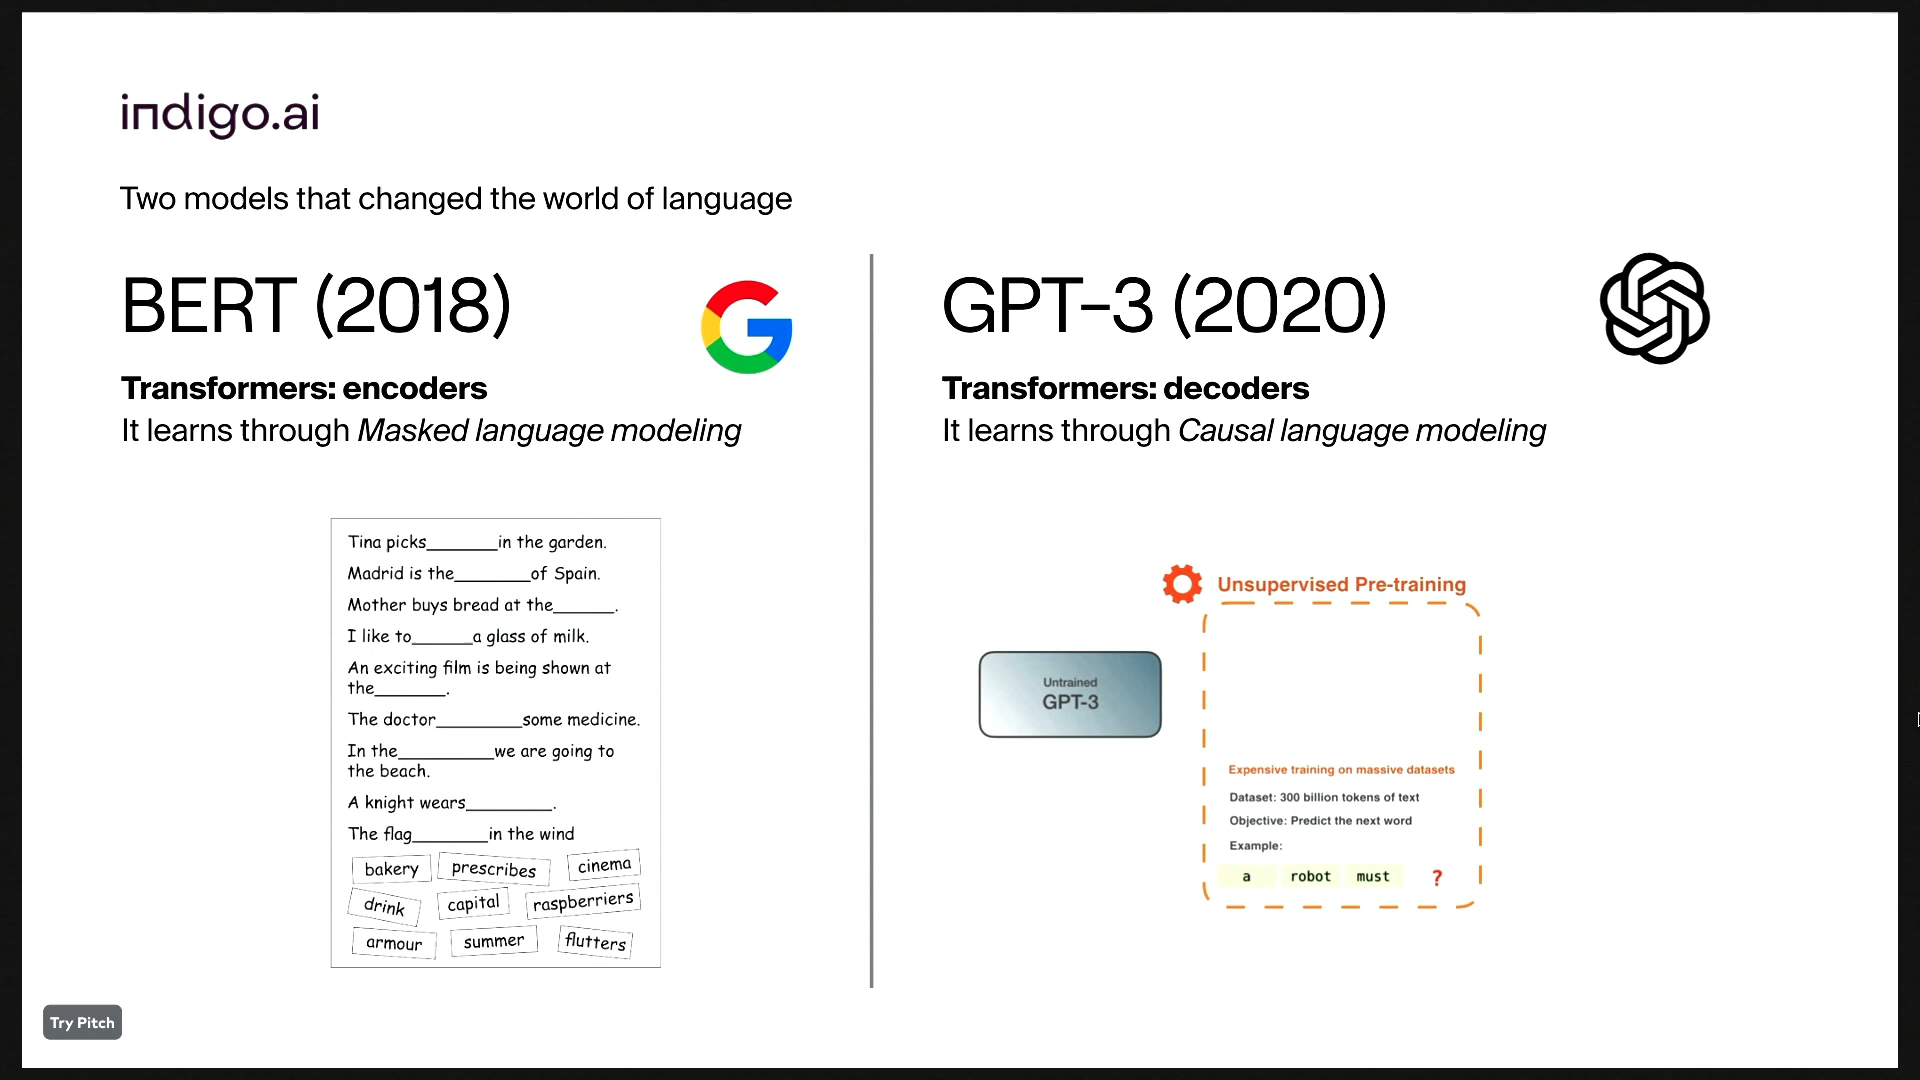 indigo.ai
Two models that changed the world of language
BERT (2018)
Transformers: encoders
It learns through Masked language modeling
Tina picks_______in the garden.
Madrid is the________of Spain.
Mother buys bread at the______.
I like to______a glass of milk.
An exciting film is being shown at
the_______.
The doctor_________some medicine.
In the__________we are going to
the beach.
A knight wears_________.
The flag________in the wind
bakery prescribes cinema
drink capital raspberriers
armour summer flutters
GPT-3 (2020)
Transformers: decoders
It learns through Causal language modeling
Unsupervised Pre-training
Untrained
GPT-3
Expensive training on massive datasets
Dataset: 300 billion tokens of text
Objective: Predict the next word
Example:
a robot must ?
Try Pitch